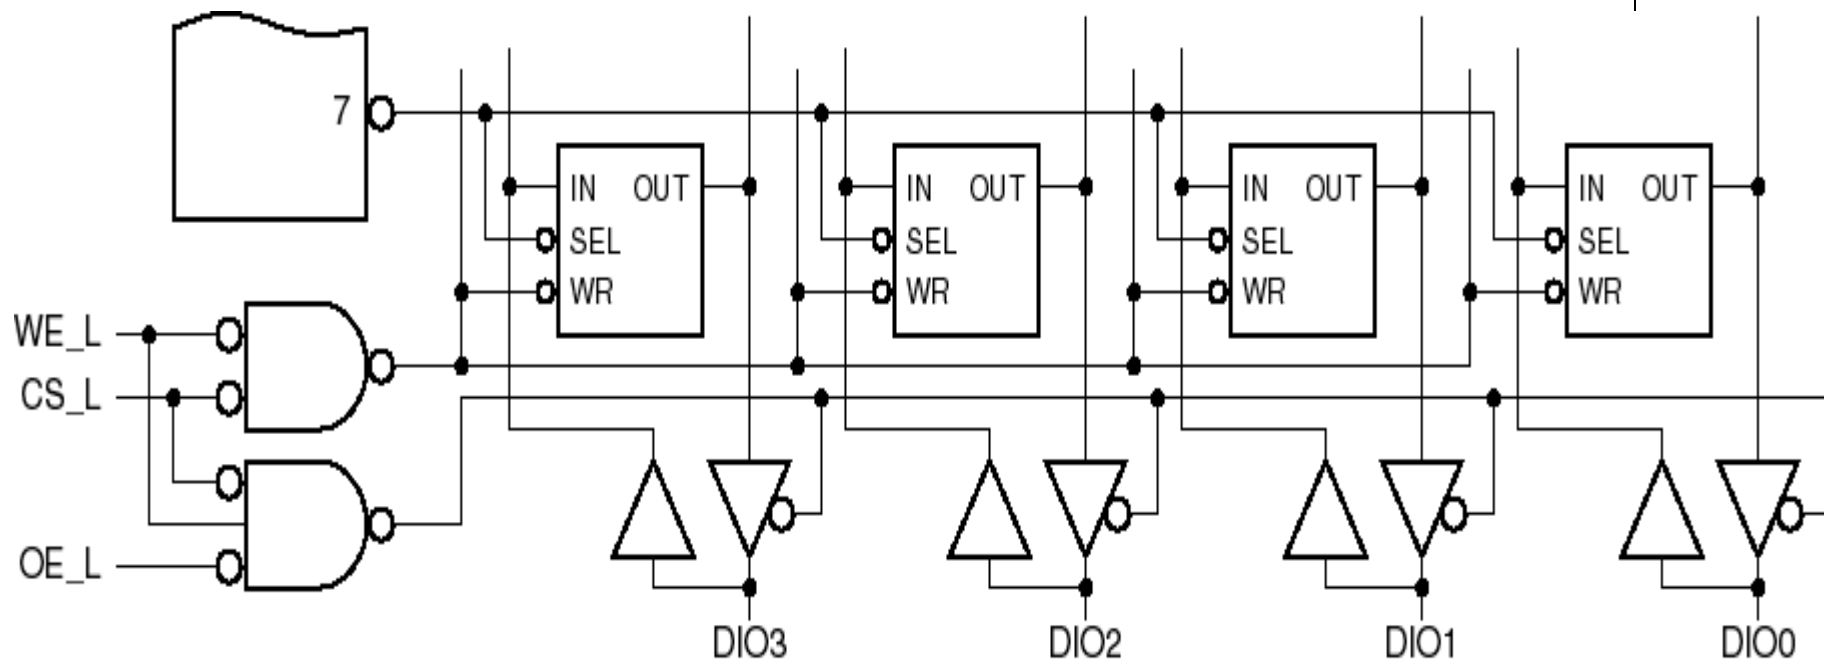 7
IN OUT IN OUT IN OUT IN OUT
SEL SEL SEL SEL
WR WR WR WR
WE_L
CS_L
OE_L
DIO3 DIO2 DIO1 DIO0